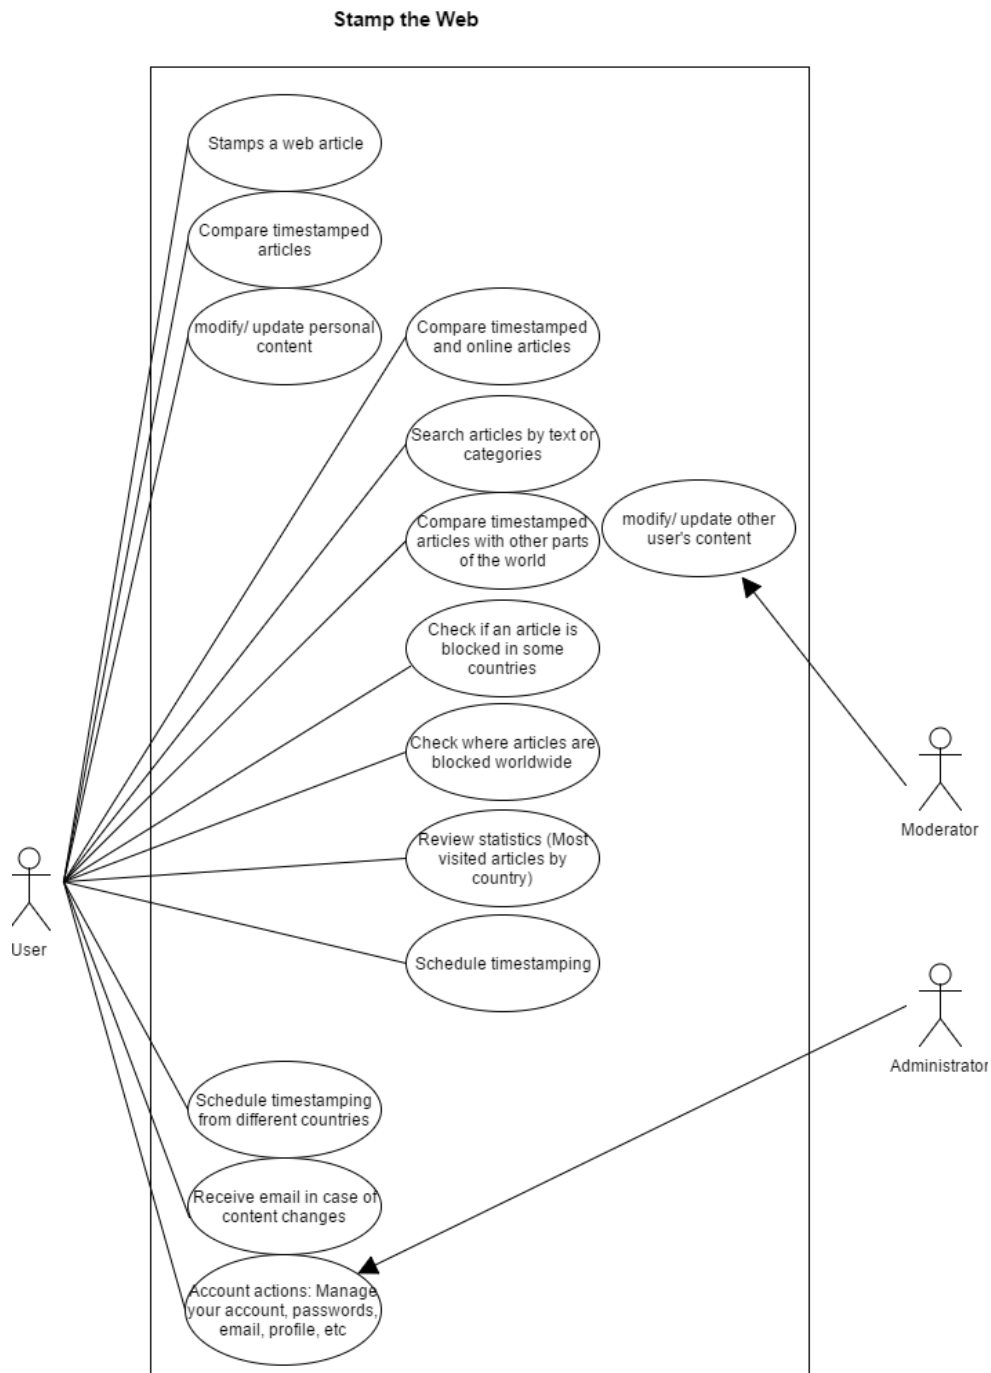 Stamp the Web
Stamps a web article
Compare timestamped
articles
modify/ update personal
content
Compare timestamped
and online articles
Search articles by text or
categories
Compare timestamped
articles with other parts
of the world
modify/ update other
user's content
Check if an article is
blocked in some
countries
Check where articles are
blocked worldwide
Moderator
Review statistics (Most
visited articles by
country)
User
Schedule timestamping
Administrator
Schedule timestamping
from different countries
Receive email in case of
content changes
Account actions: Manage
your account, passwords,
email, profile, etc